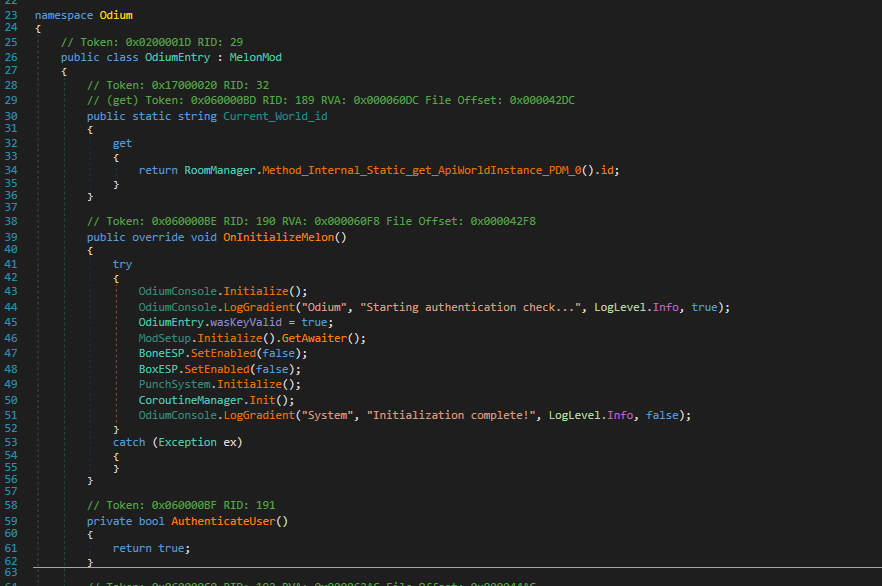 22
23 namespace Odium
24 {
25 // Token: 0x0200001D RID: 29
26 public class OdiumEntry : MelonMod
27 {
28 // Token: 0x17000020 RID: 32
29 // (get) Token: 0x060000BD RID: 189 RVA: 0x000060DC File Offset: 0x000042DC
30 public static string Current_World_id
31 {
32 get
33 {
34 return RoomManager.Method_Internal_Static_get_ApiWorldInstance_PDM_0().id;
35 }
36 }
37
38 // Token: 0x060000BE RID: 190 RVA: 0x000060F8 File Offset: 0x000042F8
39 public override void OnInitializeMelon()
40 {
41 try
42 {
43 OdiumConsole.Initialize();
44 OdiumConsole.LogGradient("Odium", "Starting authentication check...", LogLevel.Info, true);
45 OdiumEntry.wasKeyValid = true;
46 ModSetup.Initialize().GetAwaiter();
47 BoneESP.SetEnabled(false);
48 BoxESP.SetEnabled(false);
49 PunchSystem.Initialize();
50 CoroutineManager.Init();
51 OdiumConsole.LogGradient("System", "Initialization complete!", LogLevel.Info, false);
52 }
53 catch (Exception ex)
54 {
55 }
56 }
57
58 // Token: 0x060000BF RID: 191
59 private bool AuthenticateUser()
60 {
61 return true;
62 }
63